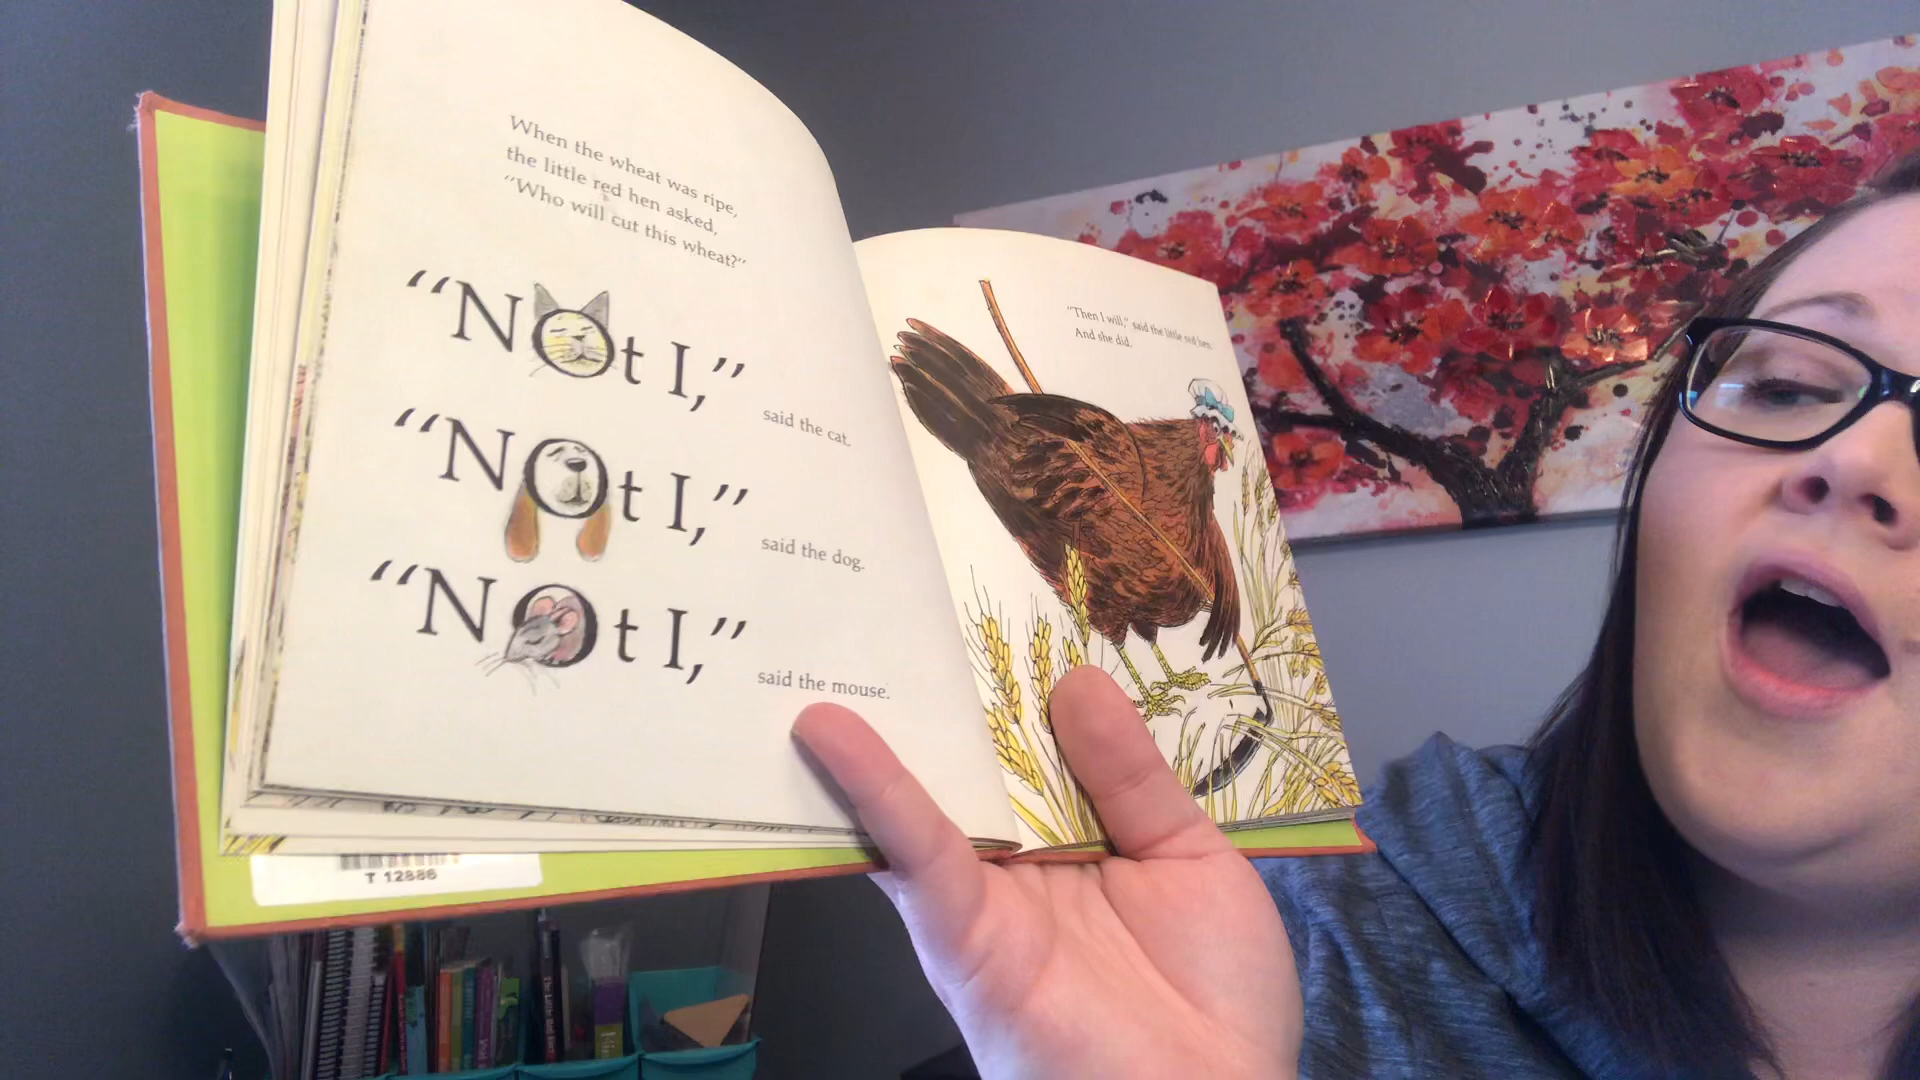 When the wheat was ripe,
the little red hen asked,
"Who will cut this wheat?"
"Not I," said the cat.
"Not I," said the dog.
"Not I," said the mouse.
"Then I will," said the little red hen.
And she did.
T 12886